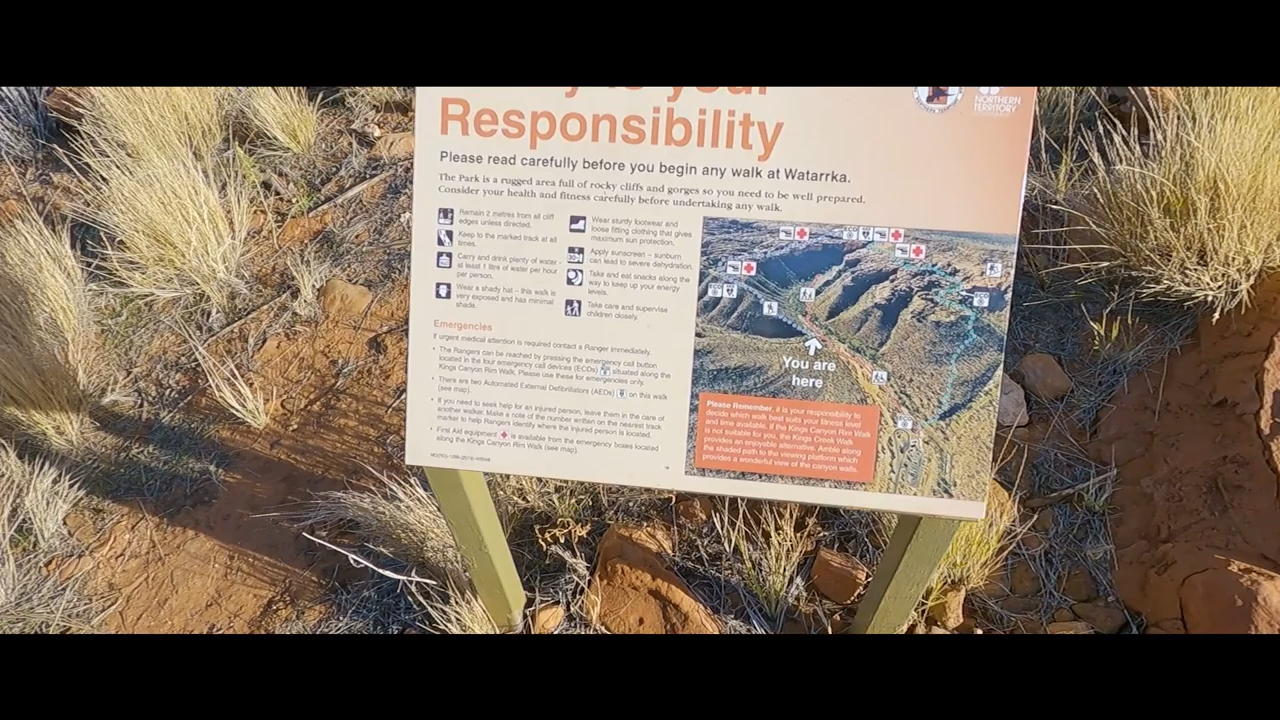 your
Responsibility
Please read carefully before you begin any walk at Watarrka.
The Park is a rugged area full of rocky cliffs and gorges so you need to be well prepared.
Consider your health and fitness carefully before undertaking any walk.
Remain 2 metres from all cliff
edges unless directed.
Keep to the marked track at all
times.
Carry and drink plenty of water -
at least 1 litre of water per hour
per person.
Wear a shady hat – this walk is
very exposed and has minimal
shade.
Wear sturdy footwear and
loose fitting clothing that gives
maximum sun protection.
Apply sunscreen – sunburn
can lead to severe dehydration.
Take and eat snacks along the
way to keep up your energy
levels.
Take care and supervise
children closely.
Emergencies
If urgent medical attention is required contact a Ranger immediately.
• The Rangers can be reached by pressing the emergency call button
located in the four emergency call devices (ECDs) situated along the
Kings Canyon Rim Walk. Please use these for emergencies only.
• There are two Automated External Defibrillators (AEDs) on this walk
(see map).
• If you need to seek help for an injured person, leave them in the care of
another walker. Make a note of the number written on the nearest track
marker to help Rangers identify where the injured person is located.
• First Aid equipment is available from the emergency boxes located
along the Kings Canyon Rim Walk (see map).
NORTHERN
TERRITORY
You are
here
Please Remember, it is your responsibility to
decide which walk best suits your fitness level
and time available. If the Kings Canyon Rim Walk
is not suitable for you, the Kings Creek Walk
provides an enjoyable alternative. Amble along
the shaded path to the viewing platform which
provides a wonderful view of the canyon walls.